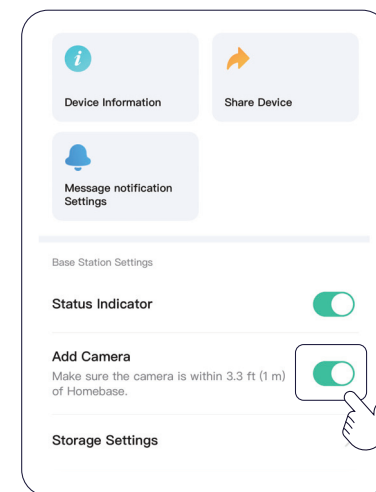 Device Information
Share Device
Message notification
Settings
Base Station Settings
Status Indicator
Add Camera
Make sure the camera is within 3.3 ft (1 m)
of Homebase.
Storage Settings